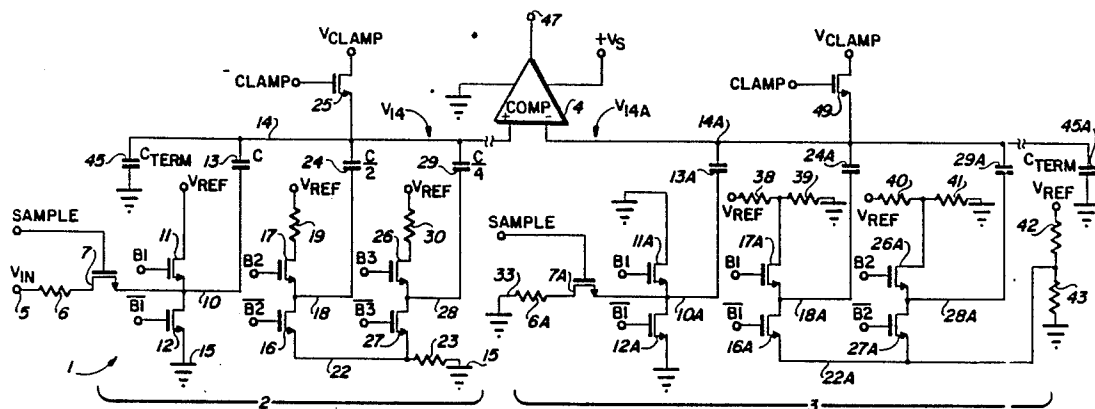 47
VCLAMP
+VS
VCLAMP
CLAMP
25
COMP
4
CLAMP
49
V14
V14A
+
-
14
14A
45
CTERM
13
C
24
C/2
29
C/4
13A
24A
29A
CTERM
45A
VREF
VREF
VREF
38
39
40
41
VREF
VREF
VREF
42
SAMPLE
11
17
19
26
30
SAMPLE
11A
17A
26A
7
B1
B2
B3
7A
B1
B1
B2
VIN
5
6
10
18
28
33
6A
10A
18A
28A
43
B1
B2
B3
B1
B1
B2
12
15
16
27
23
15
12A
16A
27A
1
22
22A
2
3